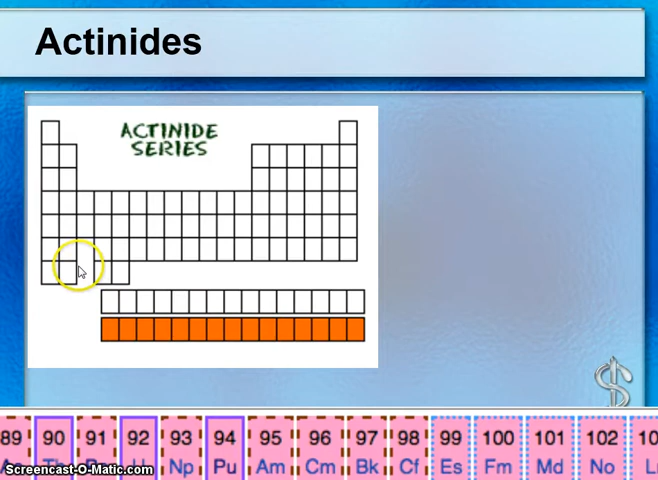 Actinides
ACTINIDE
SERIES
$
89 90 91 92 93 94 95 96 97 98 99 100 101 102
Np Pu Am Cm Bk Cf Es Fm Md No
Screencast-O-Matic.com